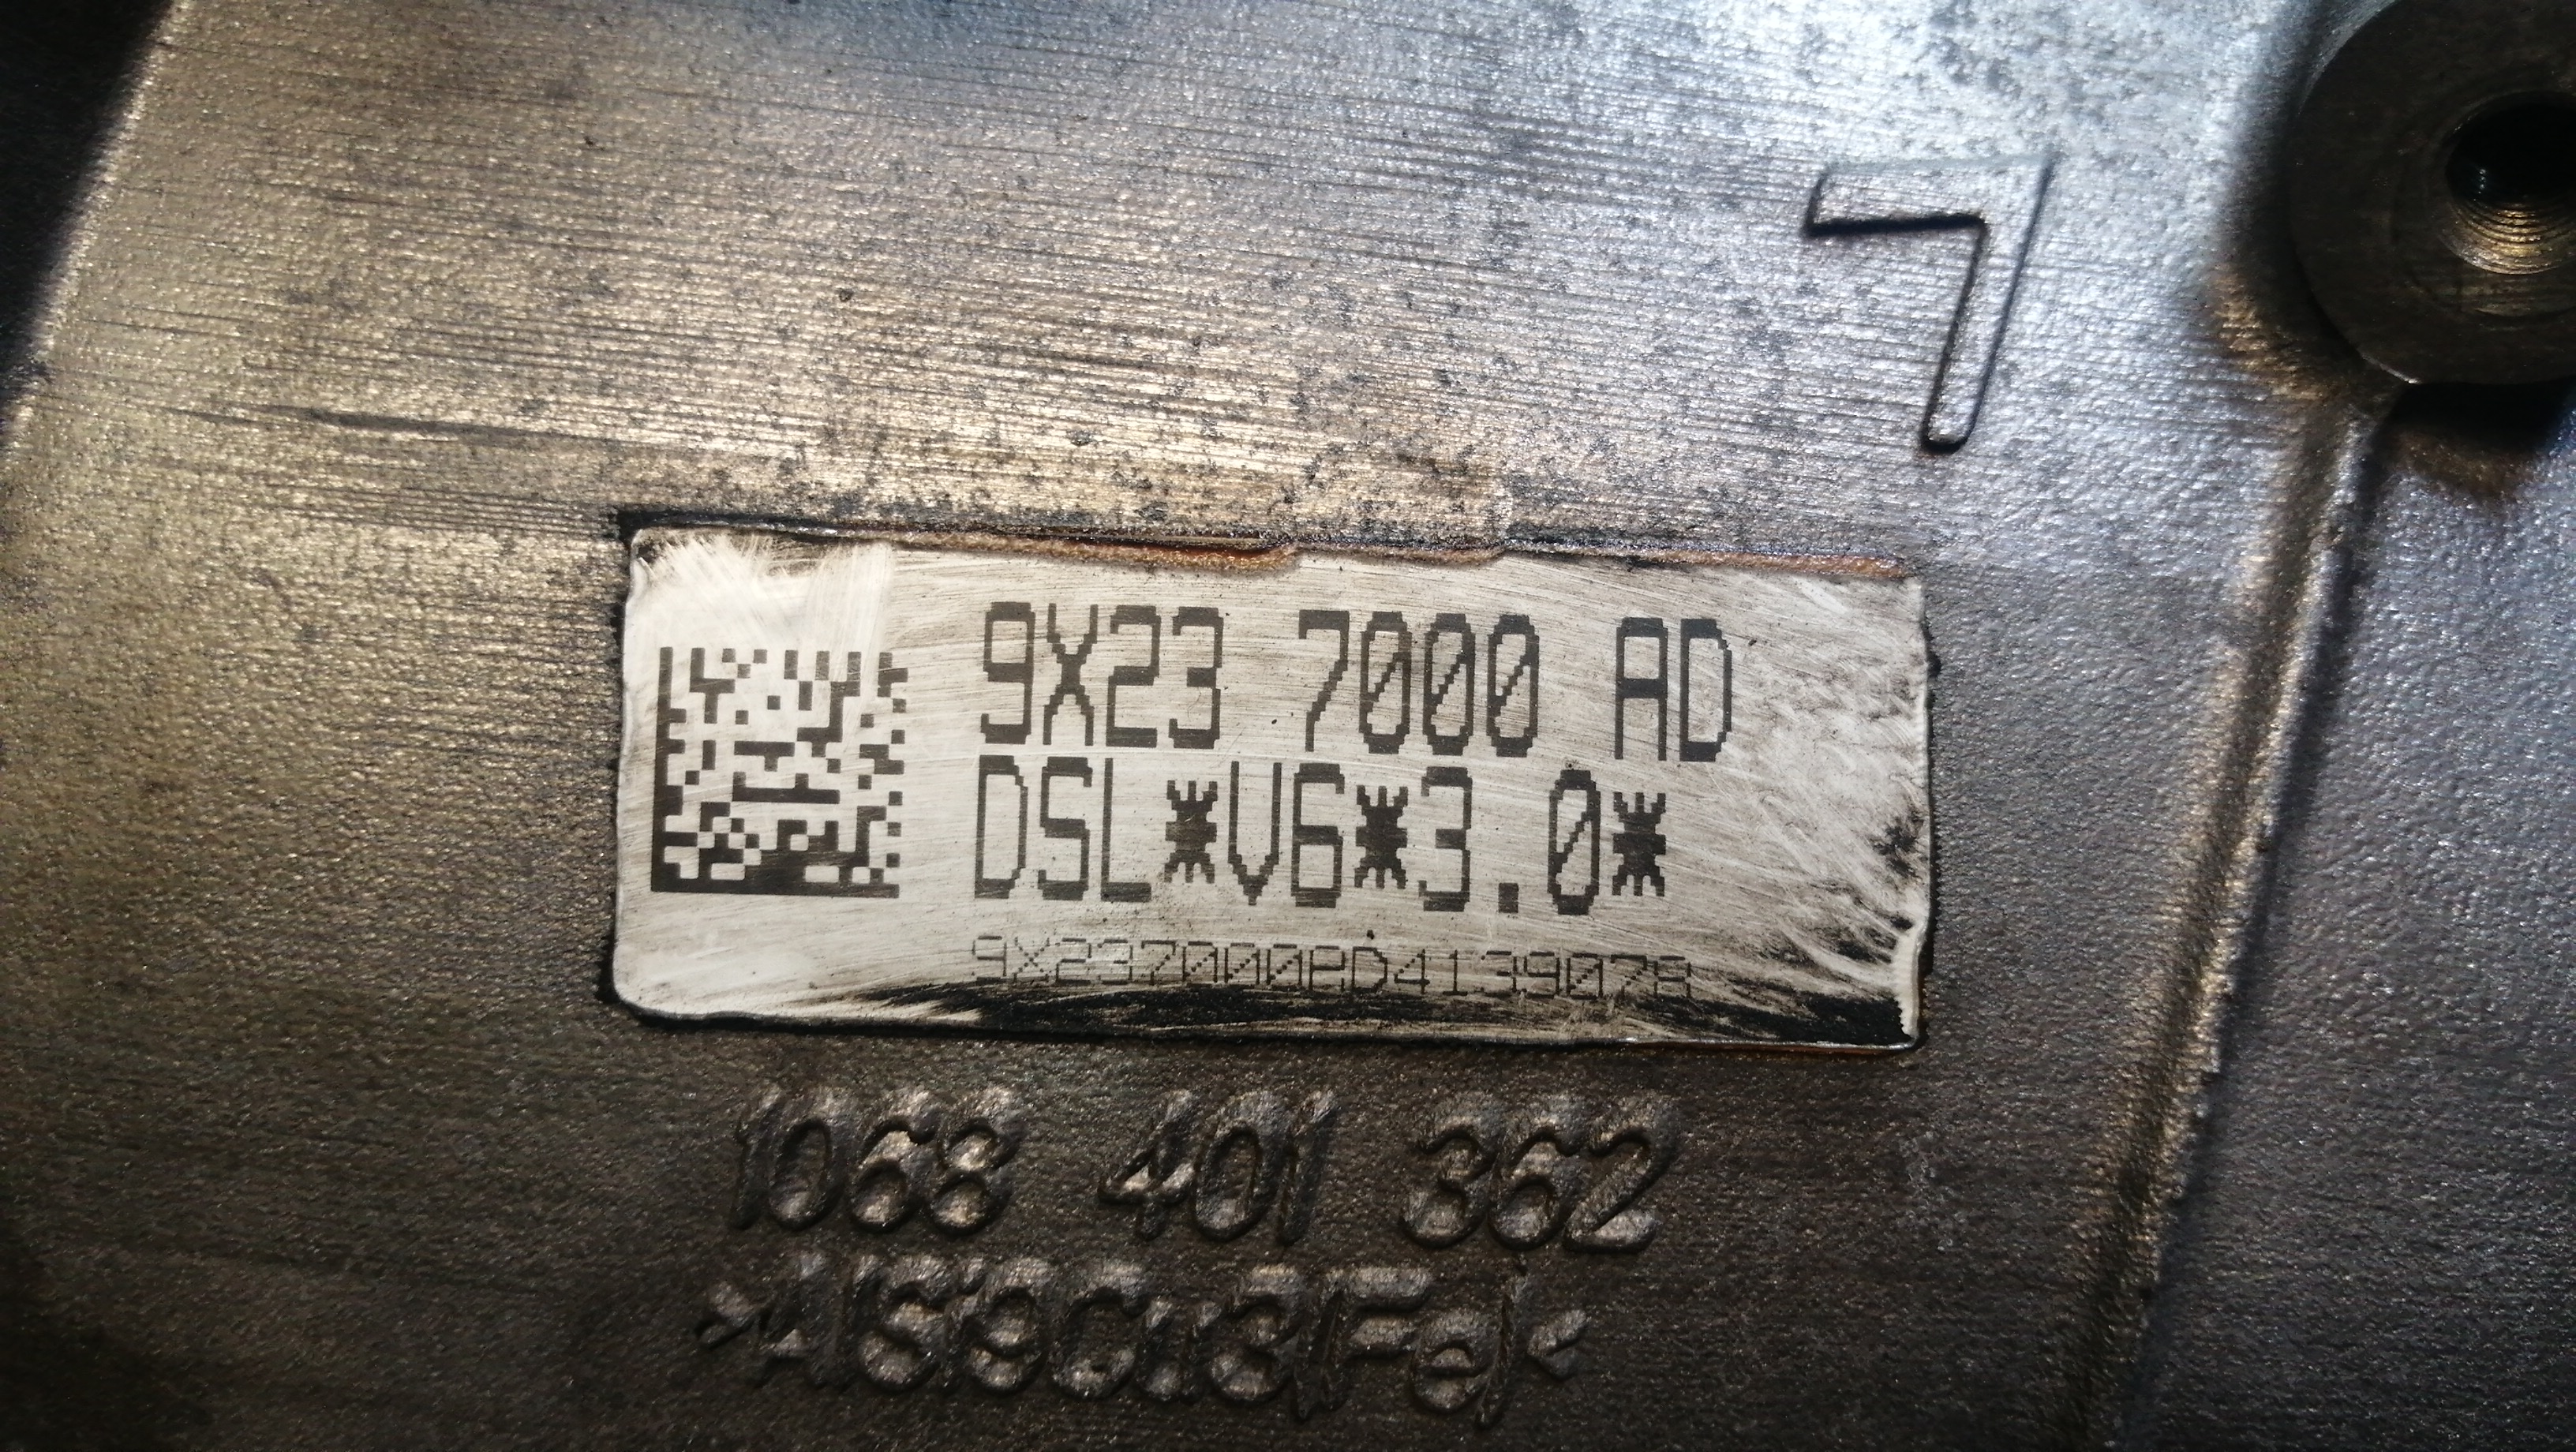 7
9X23 7000 AD
DSL*V6*3.0*
9X237000AD4139078
1068 401 362
>AlSi9Cu3(Fe)<